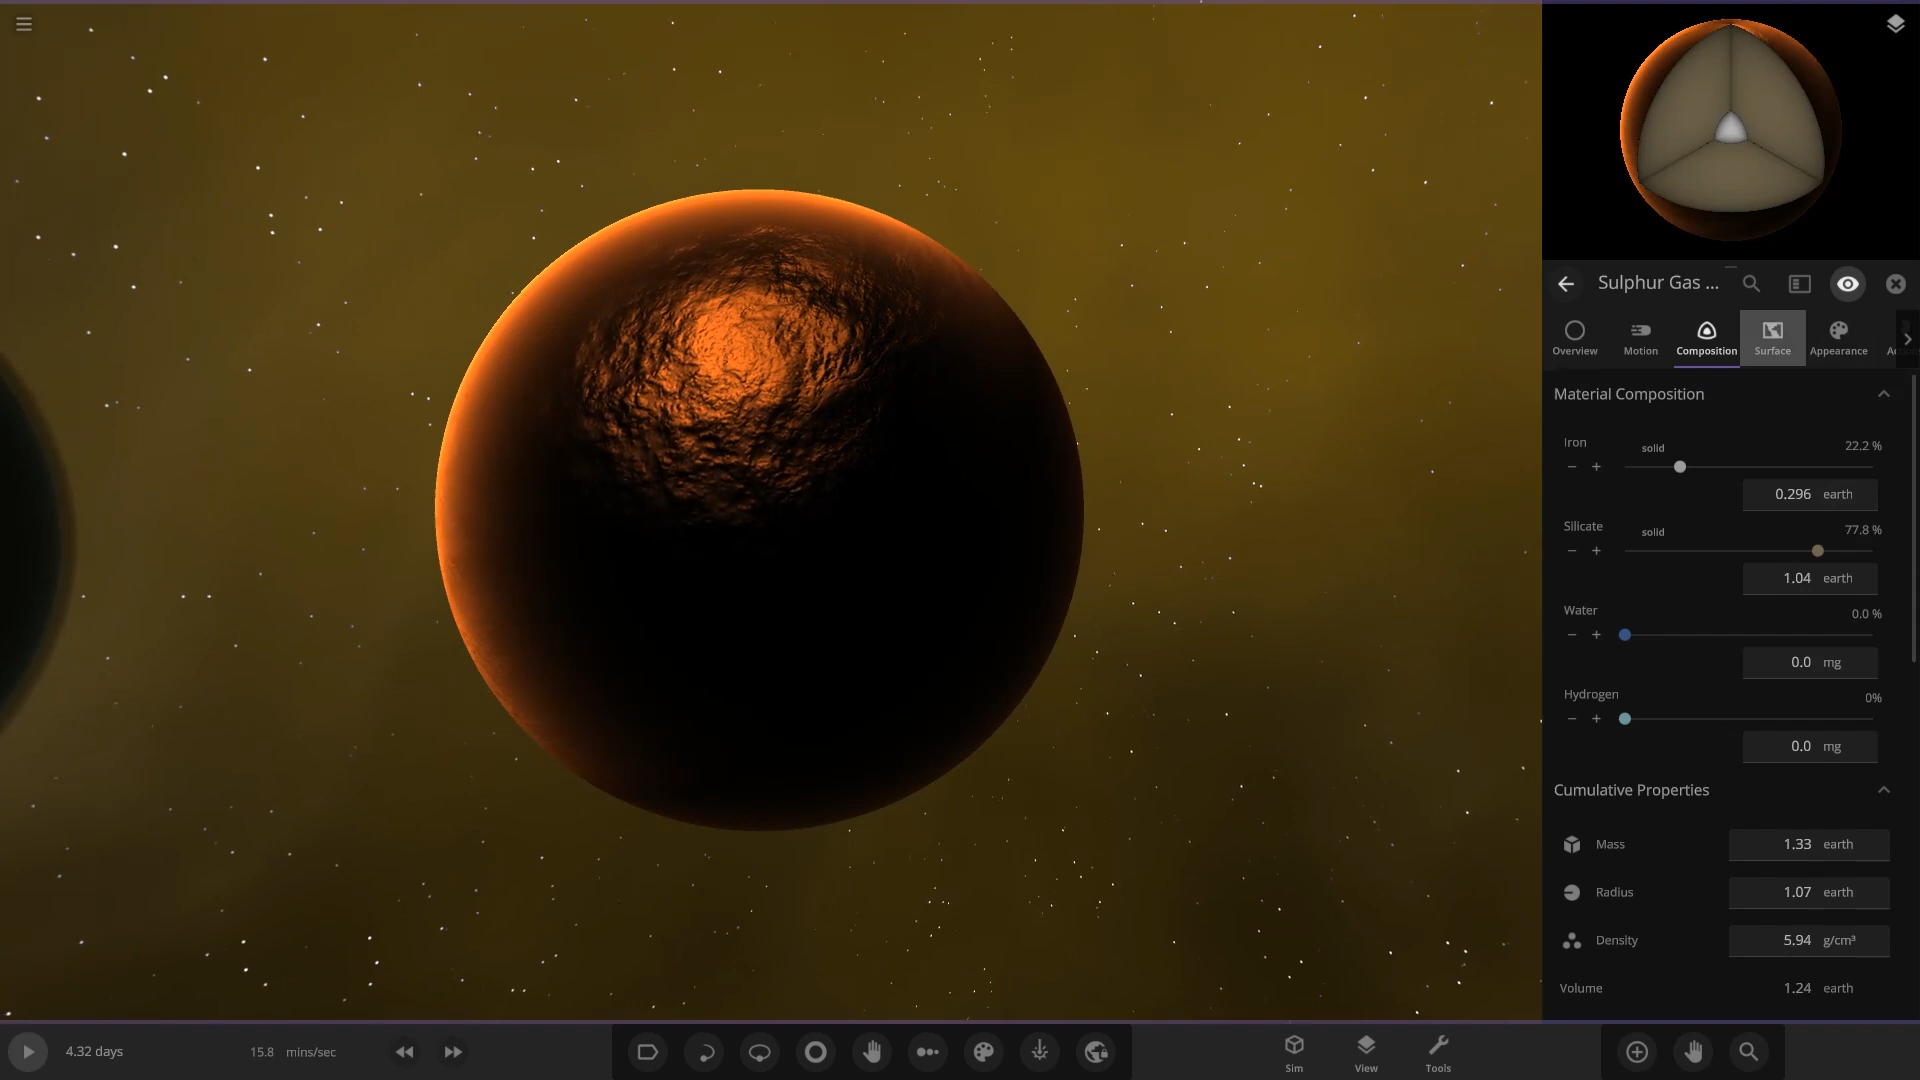 Sulphur Gas ...
Overview Motion Composition Surface Appearance
Material Composition
Iron solid 22.2 %
0.296 earth
Silicate solid 77.8 %
1.04 earth
Water 0.0 %
0.0 mg
Hydrogen 0%
0.0 mg
Cumulative Properties
Mass 1.33 earth
Radius 1.07 earth
Density 5.94 g/cm³
Volume 1.24 earth
4.32 days 15.8 mins/sec
Sim View Tools